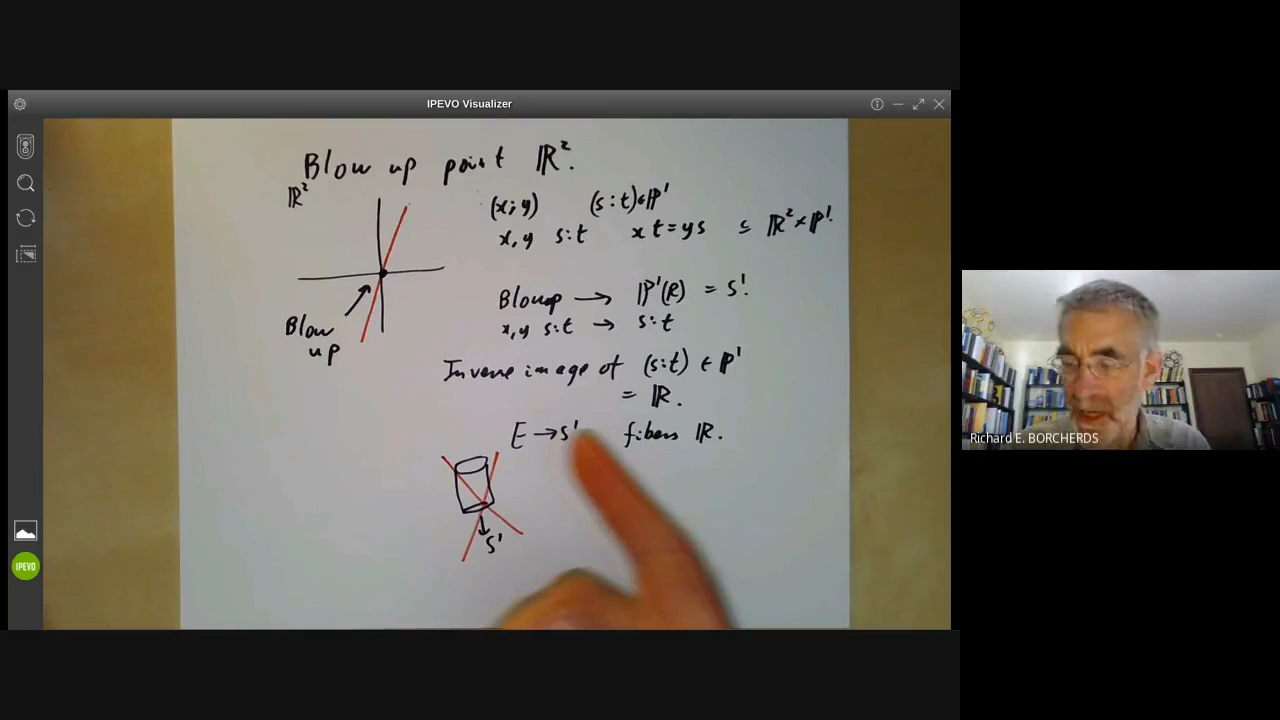 IPEVO Visualizer
Blow up point ℝ².
ℝ²
(x,y) (s:t)∈ℙ¹
x,y s:t xt=ys ⊆ ℝ²×ℙ¹.
Blowup → ℙ¹(ℝ) = S¹.
x,y s:t → s:t
Blow
up
Inverse image of (s:t) ∈ ℙ¹
= ℝ.
E → S¹ fibers ℝ.
S¹
IPEVO
Richard E. BORCHERDS